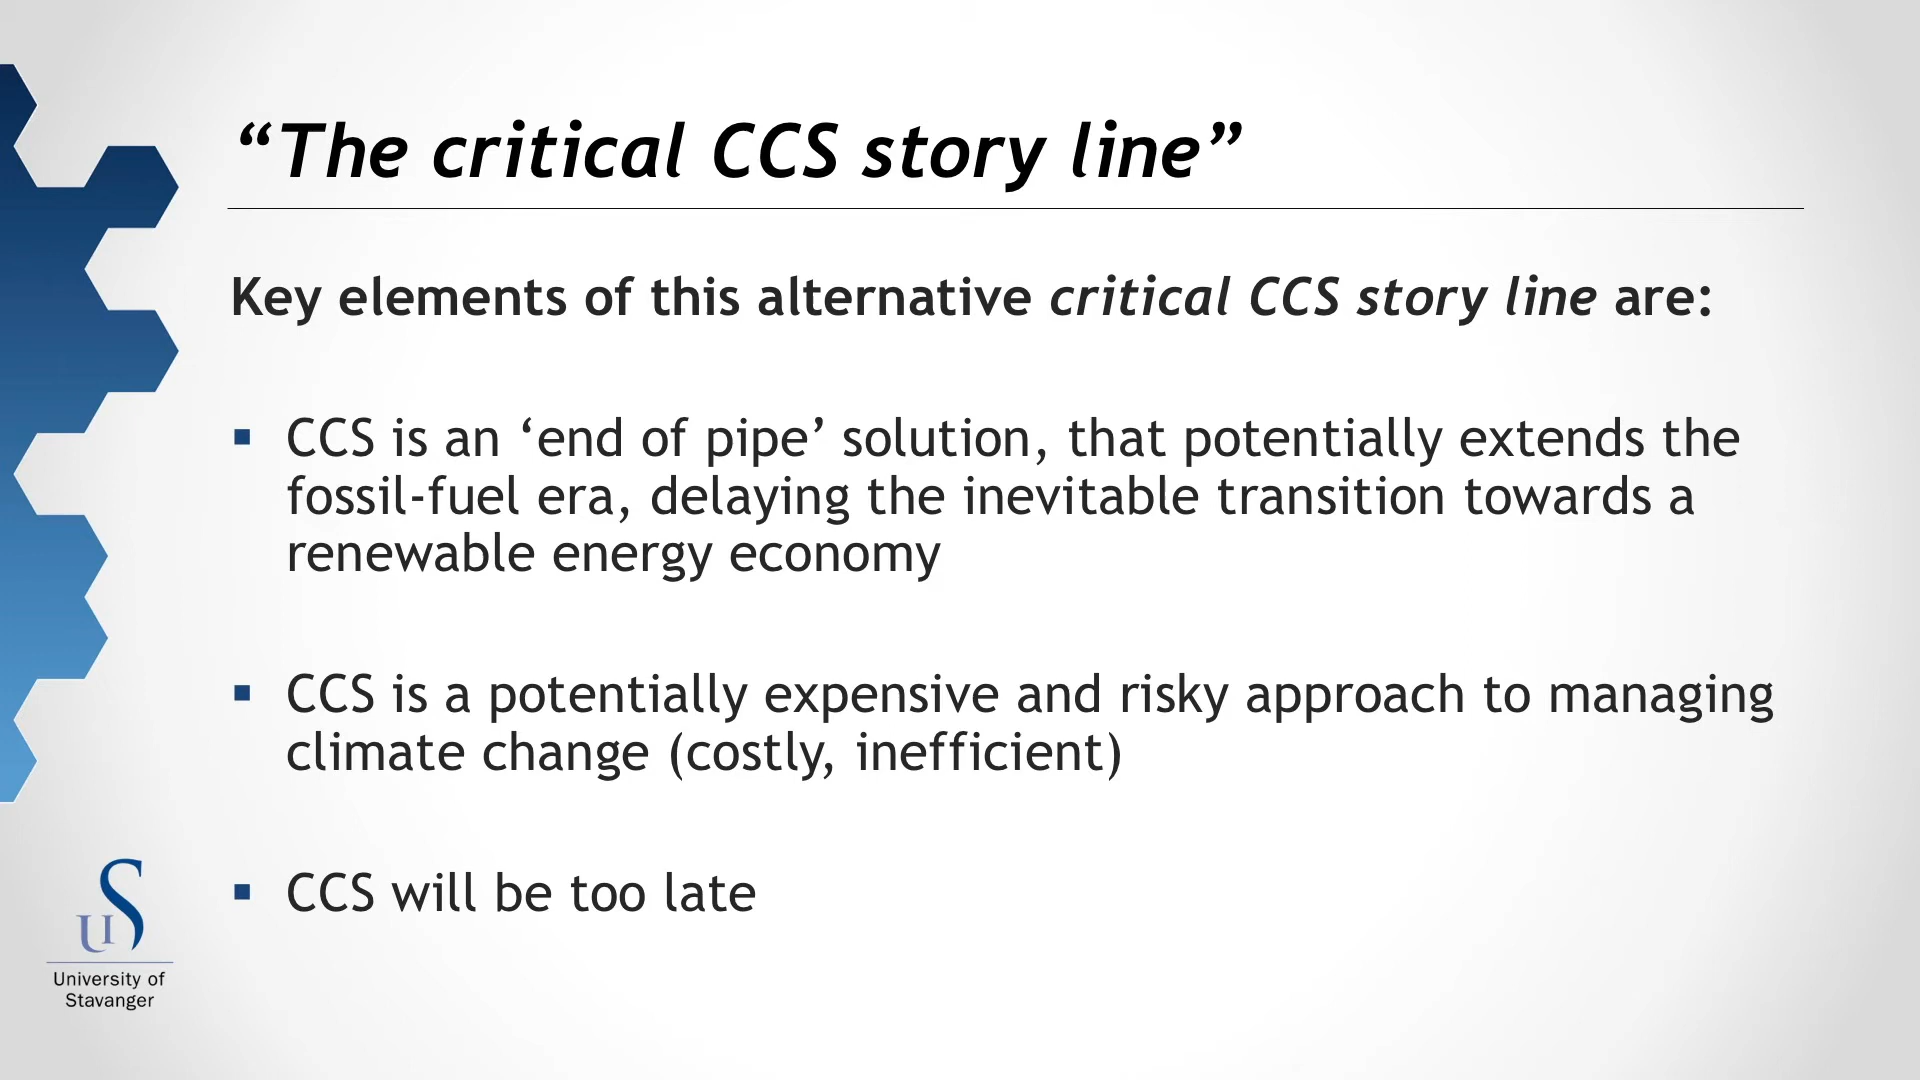 “The critical CCS story line”
Key elements of this alternative critical CCS story line are:
▪ CCS is an ‘end of pipe’ solution, that potentially extends the
fossil-fuel era, delaying the inevitable transition towards a
renewable energy economy
▪ CCS is a potentially expensive and risky approach to managing
climate change (costly, inefficient)
▪ CCS will be too late
UiS
University of
Stavanger